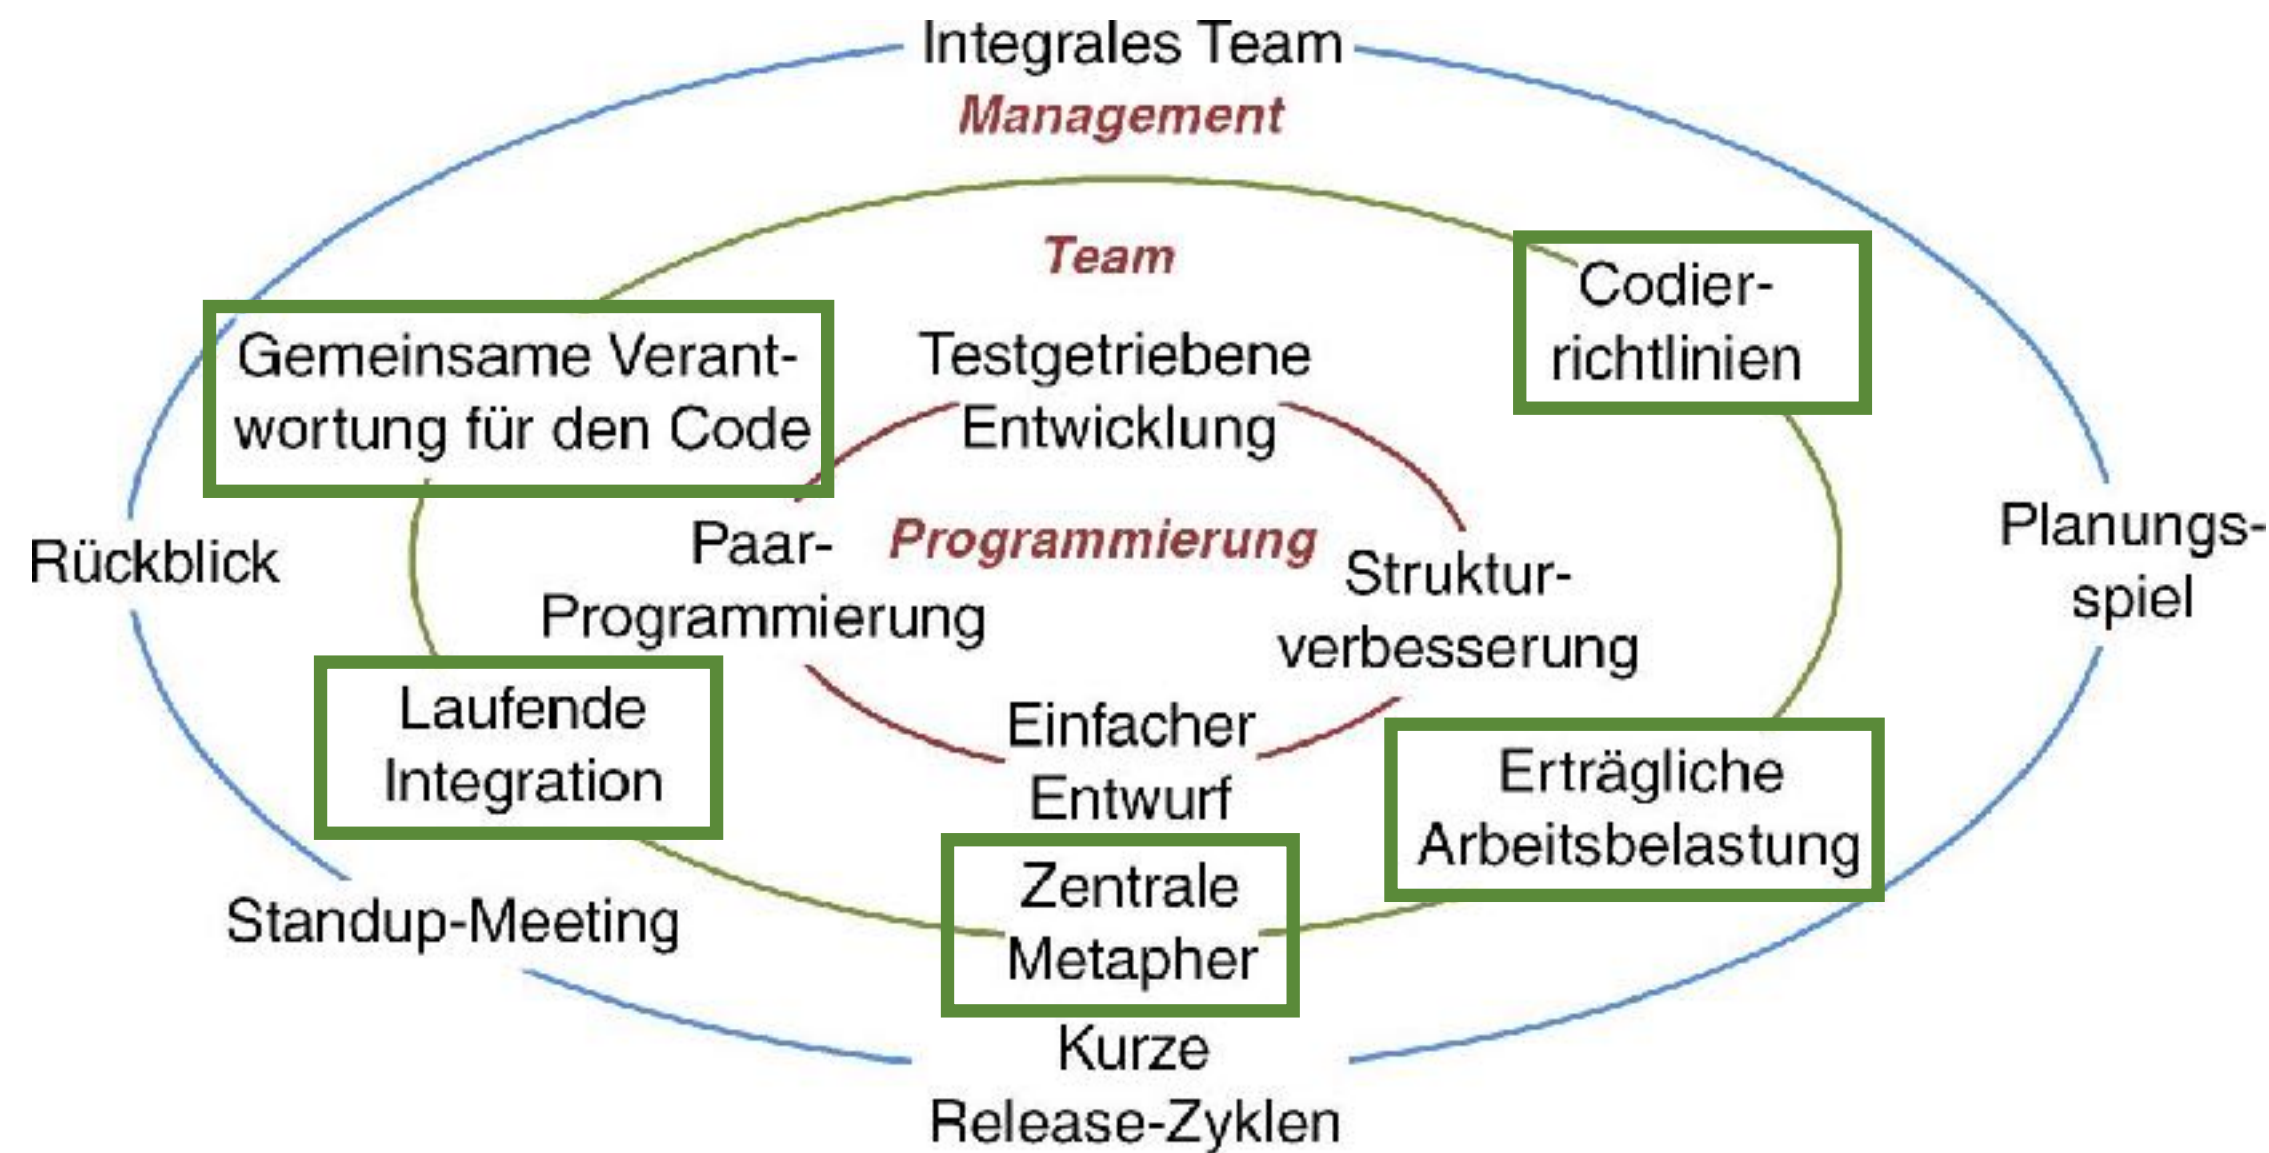 Integrales Team
Management
Team
Codier-
richtlinien
Gemeinsame Verant-
wortung für den Code
Testgetriebene
Entwicklung
Rückblick
Paar-
Programmierung
Programmierung
Struktur-
verbesserung
Planungs-
spiel
Laufende
Integration
Einfacher
Entwurf
Erträgliche
Arbeitsbelastung
Standup-Meeting
Zentrale
Metapher
Kurze
Release-Zyklen